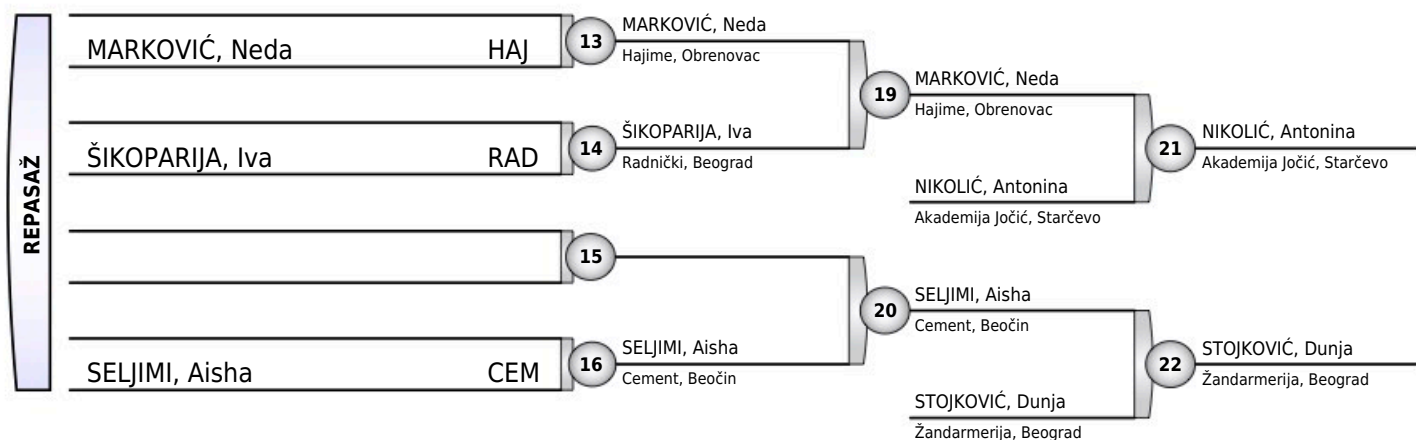 REPASAŽ
MARKOVIĆ, Neda HAJ
13
MARKOVIĆ, Neda
Hajime, Obrenovac
ŠIKOPARIJA, Iva RAD
14
ŠIKOPARIJA, Iva
Radnički, Beograd
19
MARKOVIĆ, Neda
Hajime, Obrenovac
NIKOLIĆ, Antonina
Akademija Jočić, Starčevo
21
NIKOLIĆ, Antonina
Akademija Jočić, Starčevo
15
SELJIMI, Aisha CEM
16
SELJIMI, Aisha
Cement, Beočin
20
SELJIMI, Aisha
Cement, Beočin
STOJKOVIĆ, Dunja
Žandarmerija, Beograd
22
STOJKOVIĆ, Dunja
Žandarmerija, Beograd